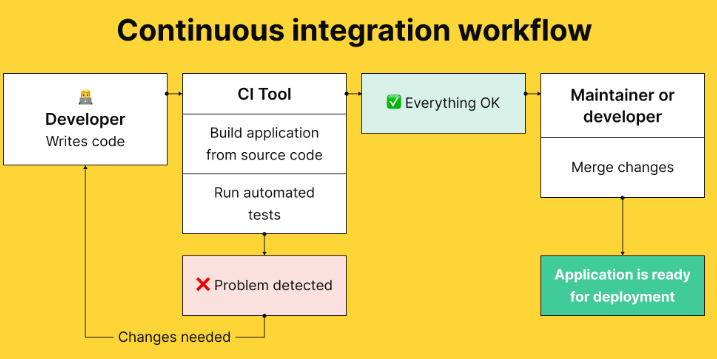 Continuous integration workflow
Developer
Writes code
CI Tool
Build application
from source code
Run automated
tests
Everything OK
Maintainer or
developer
Merge changes
Problem detected
Application is ready
for deployment
Changes needed